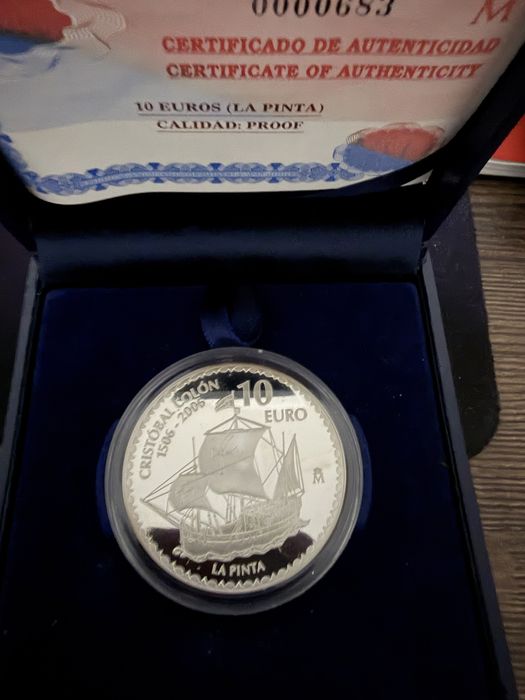 0000683
M
CERTIFICADO DE AUTENTICIDAD
CERTIFICATE OF AUTHENTICITY
10 EUROS (LA PINTA)
CALIDAD: PROOF
CRISTÓBAL COLÓN
1506 - 2006
10
EURO
M
LA PINTA